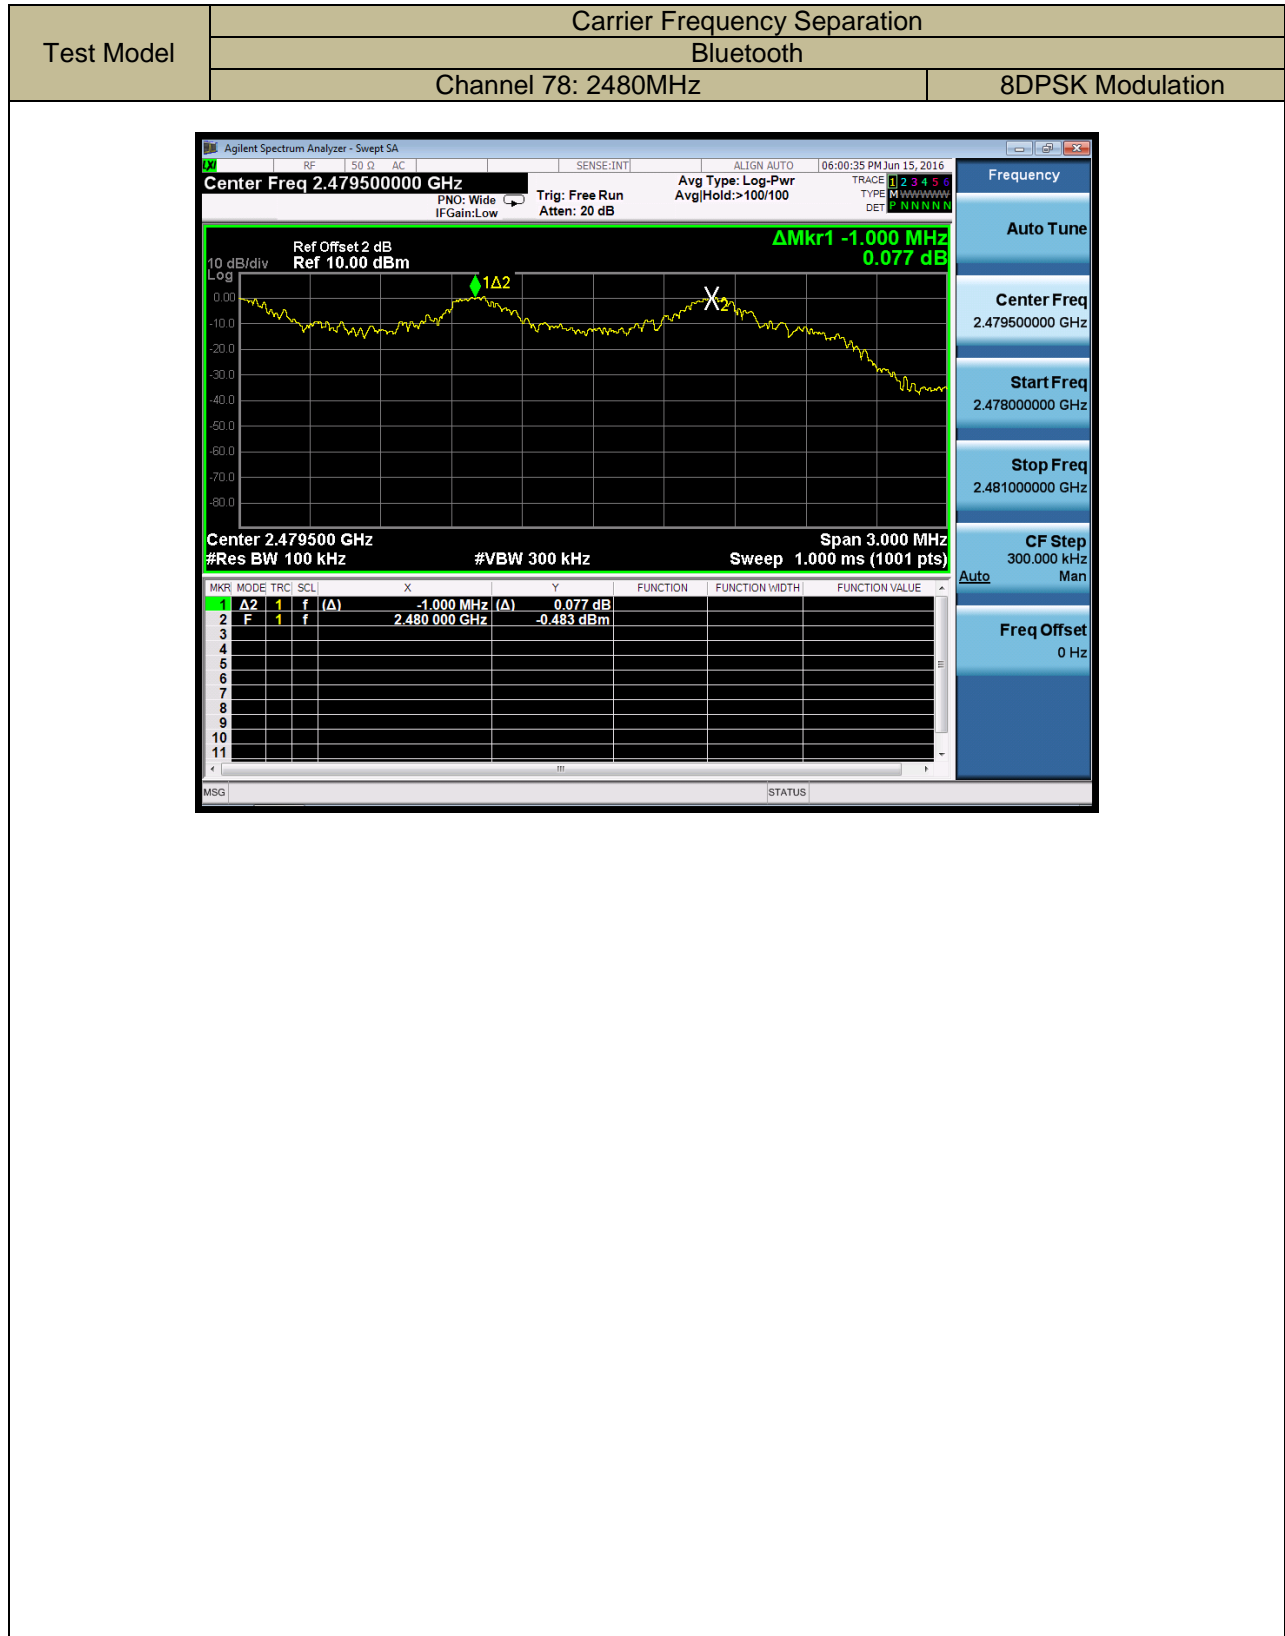 Test Model
Carrier Frequency Separation
Bluetooth
Channel 78: 2480MHz 8DPSK Modulation
Agilent Spectrum Analyzer - Swept SA
LXI RF 50 Ω AC SENSE:INT ALIGN AUTO 06:00:35 PM Jun 15, 2016
Center Freq 2.479500000 GHz
PNO: Wide
IFGain:Low
Trig: Free Run
Atten: 20 dB
Avg Type: Log-Pwr
Avg|Hold:>100/100
TRACE 1 2 3 4 5 6
TYPE M W W W W W
DET P N N N N N
ΔMkr1 -1.000 MHz
0.077 dB
Ref Offset 2 dB
10 dB/div Ref 10.00 dBm
Log
1Δ2
X2
0.00
-10.0
-20.0
-30.0
-40.0
-50.0
-60.0
-70.0
-80.0
Center 2.479500 GHz Span 3.000 MHz
#Res BW 100 kHz #VBW 300 kHz Sweep 1.000 ms (1001 pts)
MKR MODE TRC SCL X Y FUNCTION FUNCTION WIDTH FUNCTION VALUE
1 Δ2 1 f (Δ) -1.000 MHz (Δ) 0.077 dB
2 F 1 f 2.480 000 GHz -0.483 dBm
3
4
5
6
7
8
9
10
11
MSG STATUS
Frequency
Auto Tune
Center Freq
2.479500000 GHz
Start Freq
2.478000000 GHz
Stop Freq
2.481000000 GHz
CF Step
300.000 kHz
Auto Man
Freq Offset
0 Hz